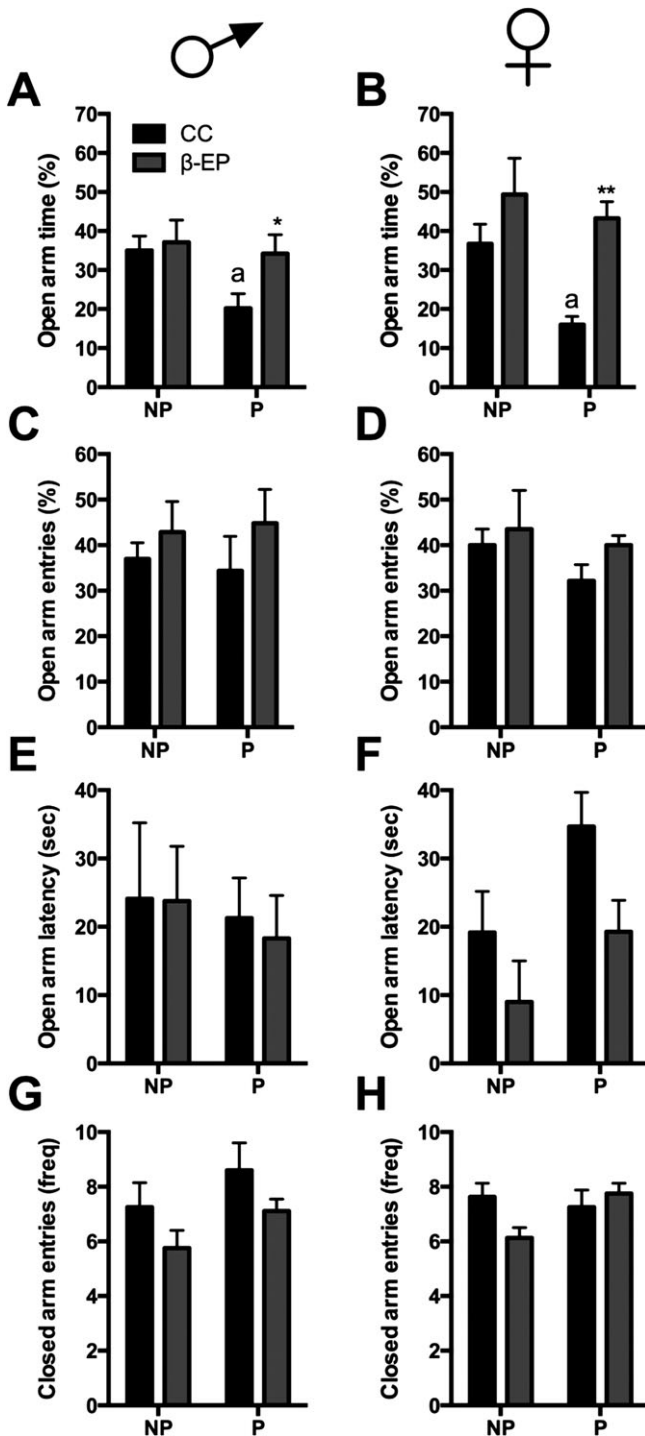 A
Open arm time (%)
70
60
50
40
30
20
10
0
CC
β-EP
a
*
NP
P
B
Open arm time (%)
70
60
50
40
30
20
10
0
a
**
NP
P
C
Open arm entries (%)
60
50
40
30
20
10
0
NP
P
D
Open arm entries (%)
60
50
40
30
20
10
0
NP
P
E
Open arm latency (sec)
40
30
20
10
0
NP
P
F
Open arm latency (sec)
40
30
20
10
0
NP
P
G
Closed arm entries (freq)
10
8
6
4
2
0
NP
P
H
Closed arm entries (freq)
10
8
6
4
2
0
NP
P